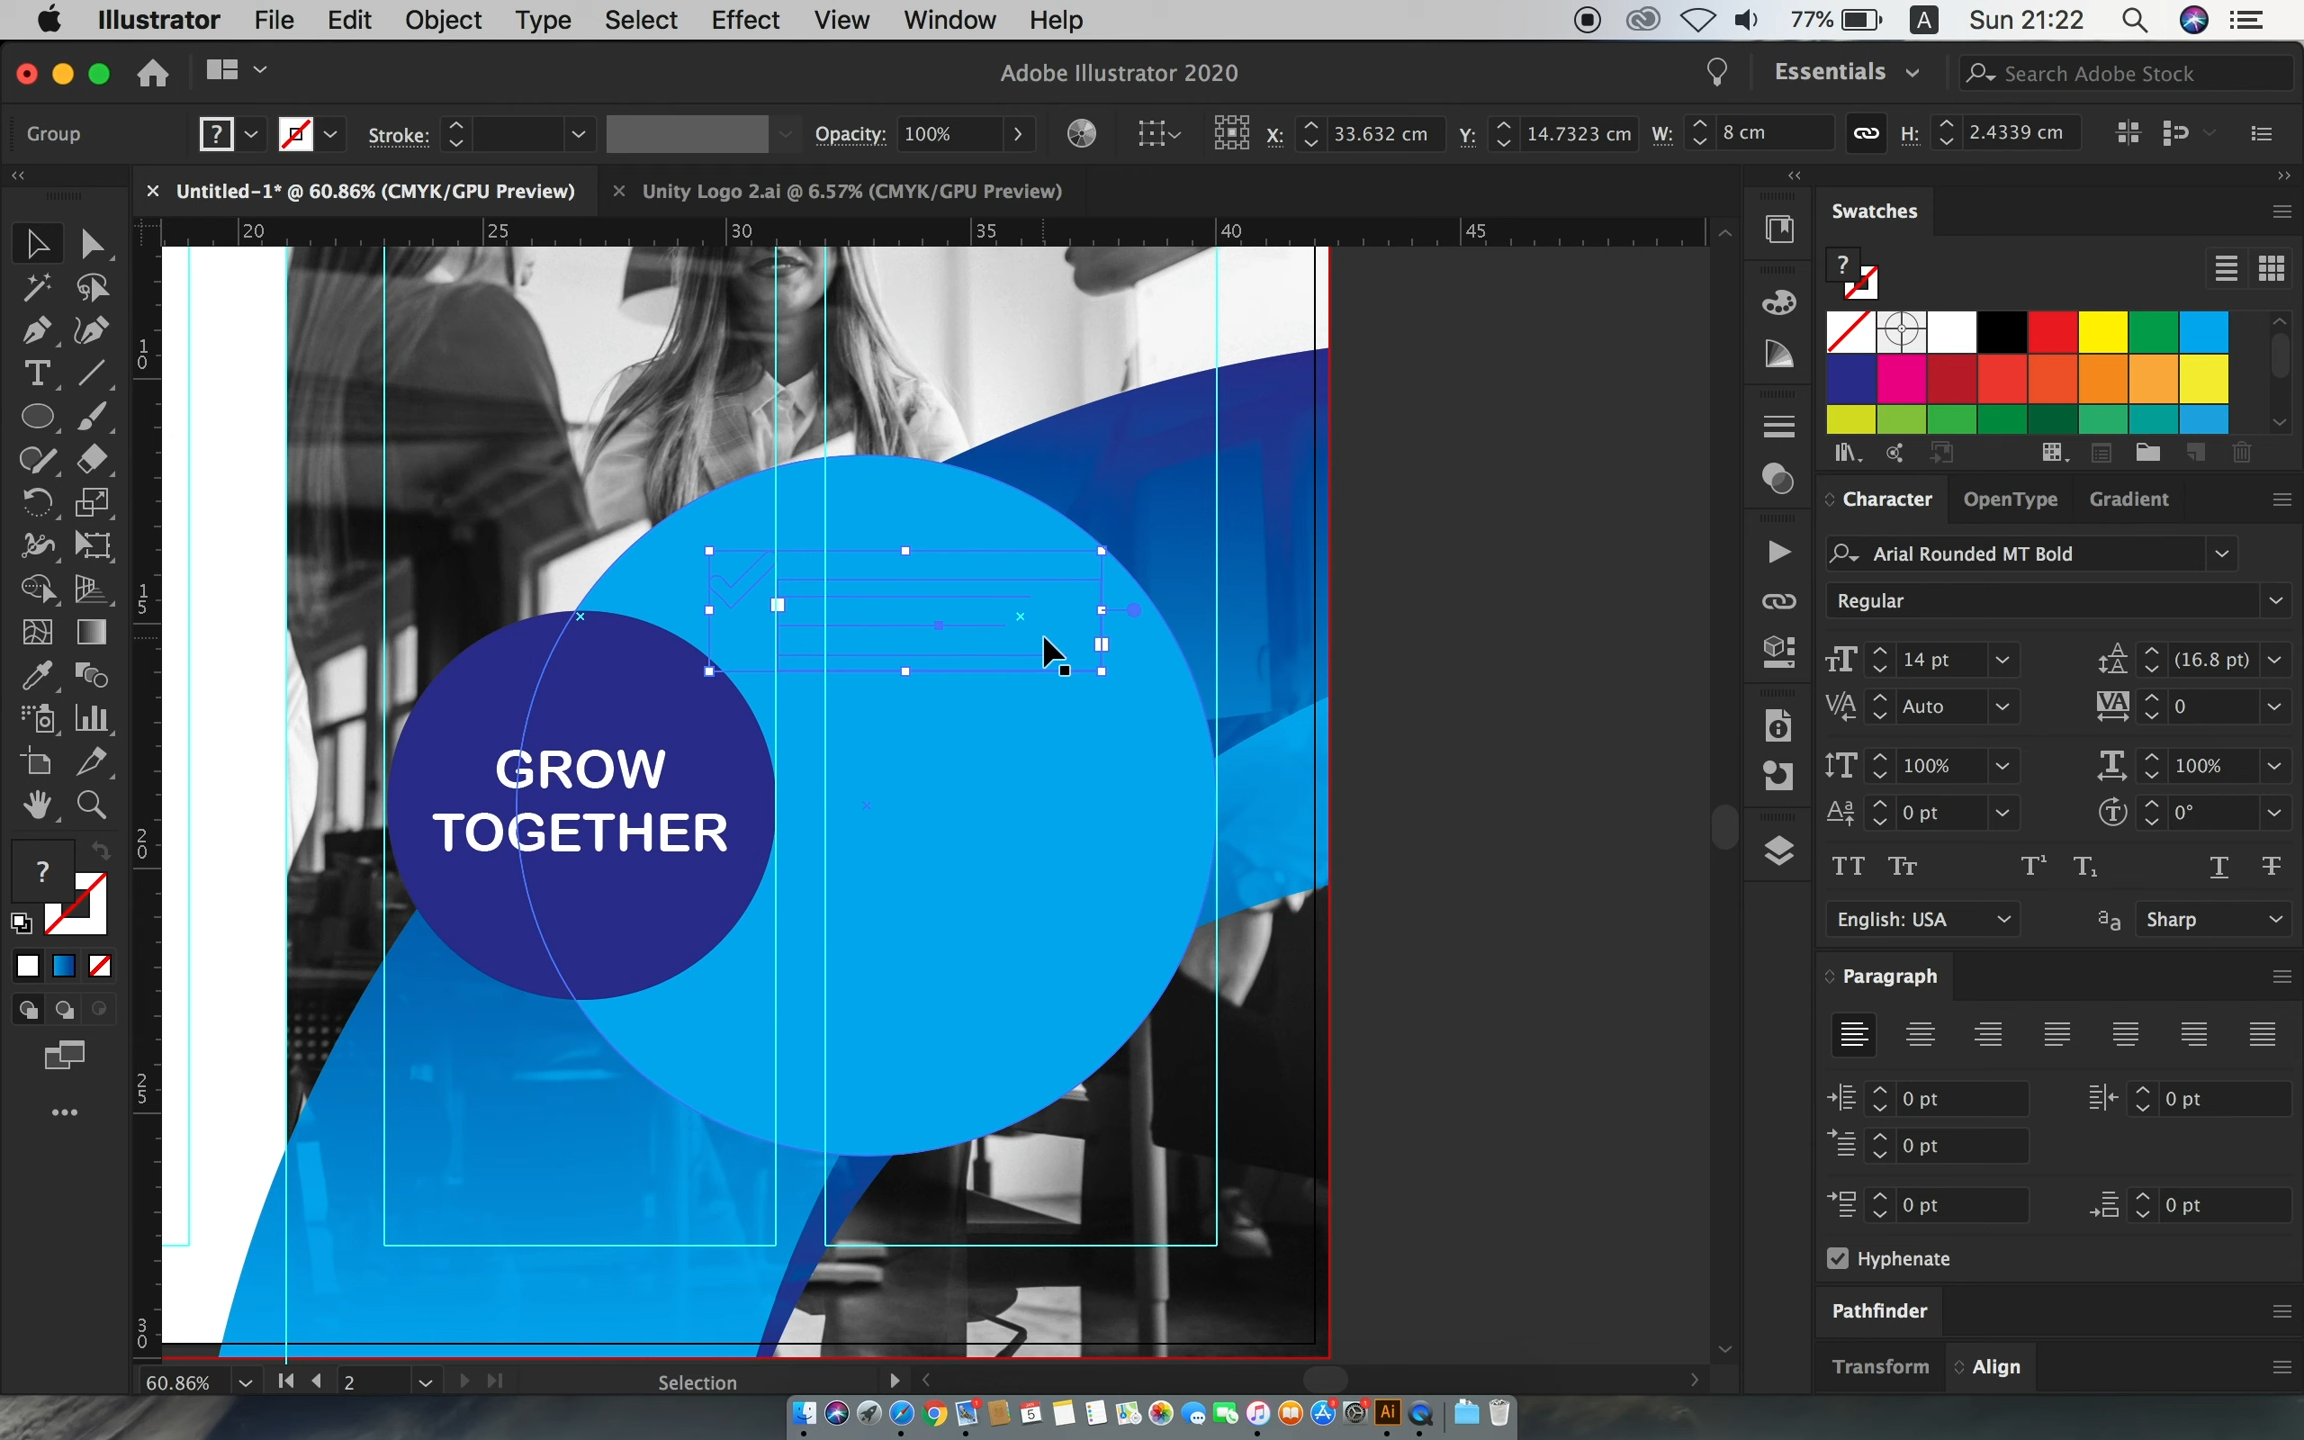 Illustrator File Edit Object Type Select Effect View Window Help 77% A Sun 21:22
Adobe Illustrator 2020 Essentials Search Adobe Stock
Group ? Stroke: Opacity: 100% X: 33.632 cm Y: 14.7323 cm W: 8 cm H: 2.4339 cm
Untitled-1* @ 60.86% (CMYK/GPU Preview) Unity Logo 2.ai @ 6.57% (CMYK/GPU Preview)
20 25 30 35 40 45
10
15
20
25
30
GROW
TOGETHER
?
60.86% 2 Selection
Swatches
?
Character OpenType Gradient
Arial Rounded MT Bold
Regular
14 pt (16.8 pt)
Auto 0
100% 100%
0 pt 0°
English: USA Sharp
Paragraph
0 pt 0 pt
0 pt
0 pt 0 pt
Hyphenate
Pathfinder
Transform Align
Ai